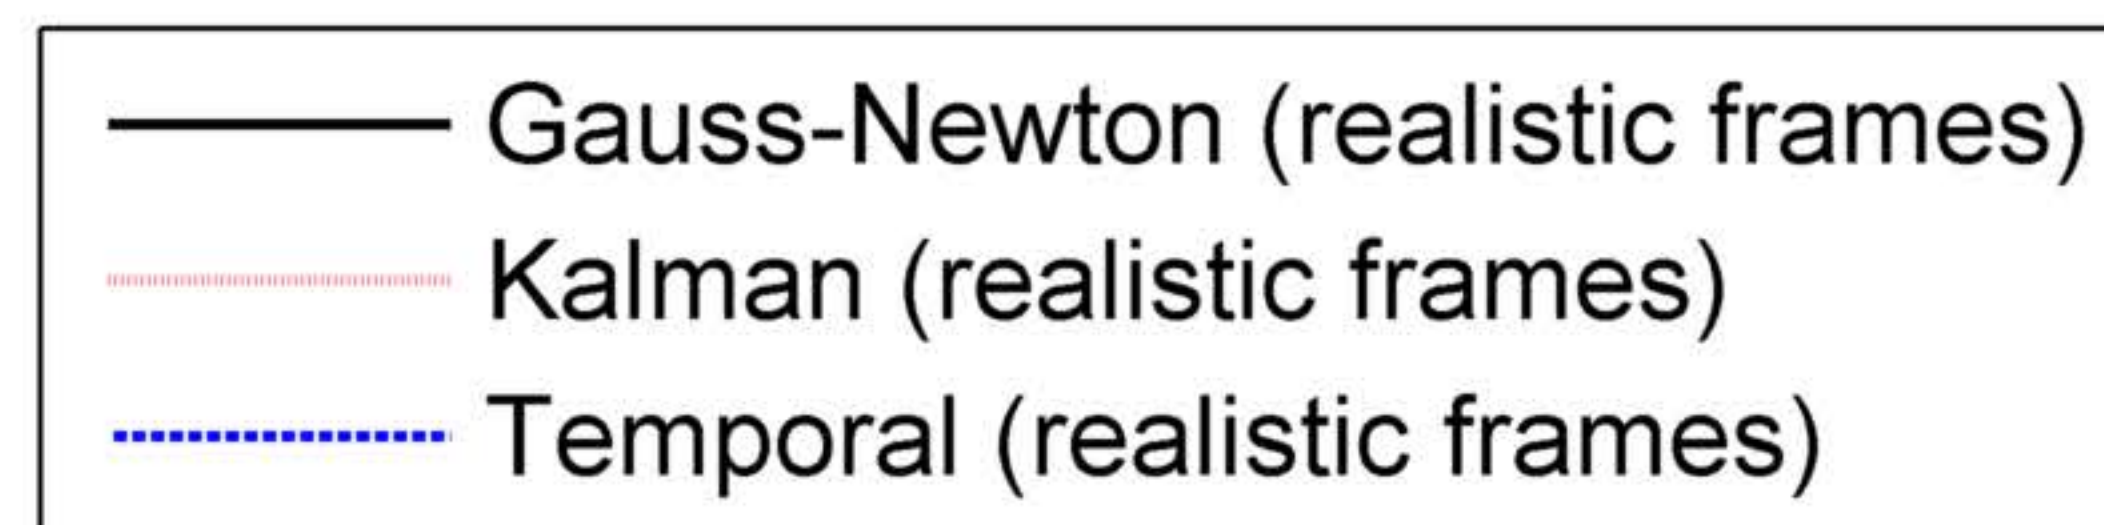 Gauss-Newton (realistic frames)
Kalman (realistic frames)
Temporal (realistic frames)